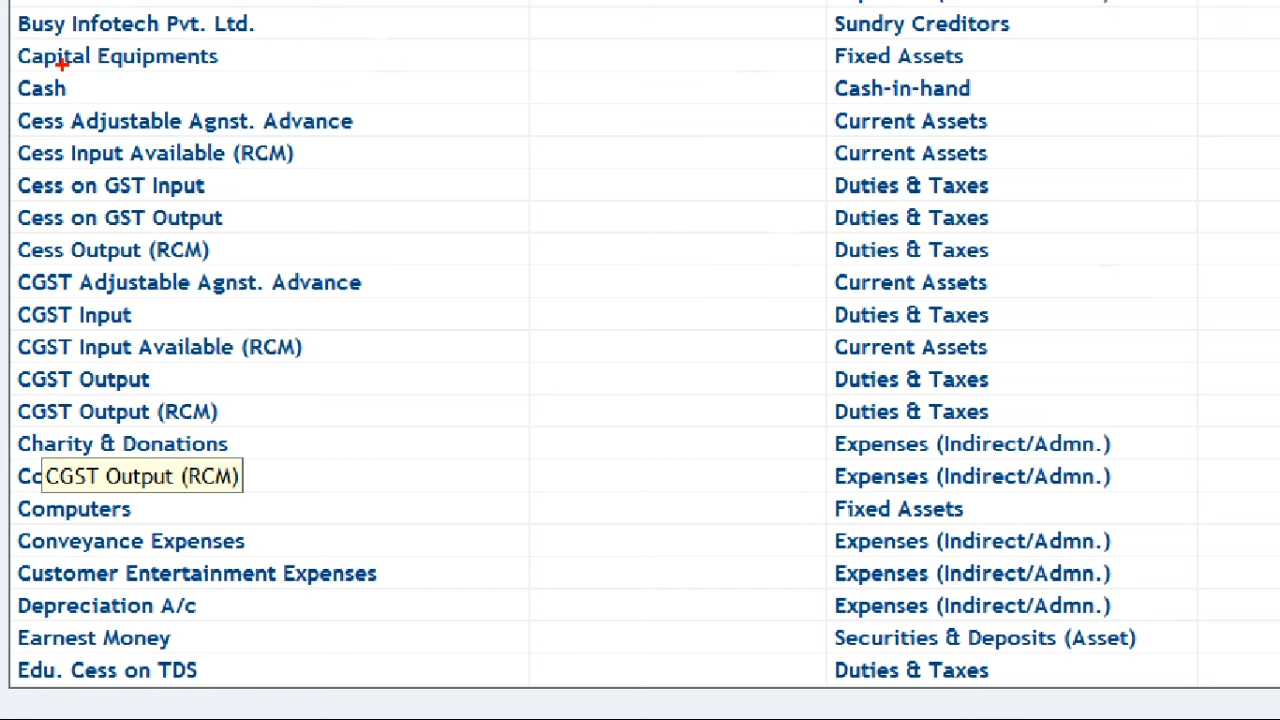 Busy Infotech Pvt. Ltd. Sundry Creditors
Capital Equipments Fixed Assets
Cash Cash-in-hand
Cess Adjustable Agnst. Advance Current Assets
Cess Input Available (RCM) Current Assets
Cess on GST Input Duties & Taxes
Cess on GST Output Duties & Taxes
Cess Output (RCM) Duties & Taxes
CGST Adjustable Agnst. Advance Current Assets
CGST Input Duties & Taxes
CGST Input Available (RCM) Current Assets
CGST Output Duties & Taxes
CGST Output (RCM) Duties & Taxes
Charity & Donations Expenses (Indirect/Admn.)
CGST Output (RCM) Expenses (Indirect/Admn.)
Computers Fixed Assets
Conveyance Expenses Expenses (Indirect/Admn.)
Customer Entertainment Expenses Expenses (Indirect/Admn.)
Depreciation A/c Expenses (Indirect/Admn.)
Earnest Money Securities & Deposits (Asset)
Edu. Cess on TDS Duties & Taxes